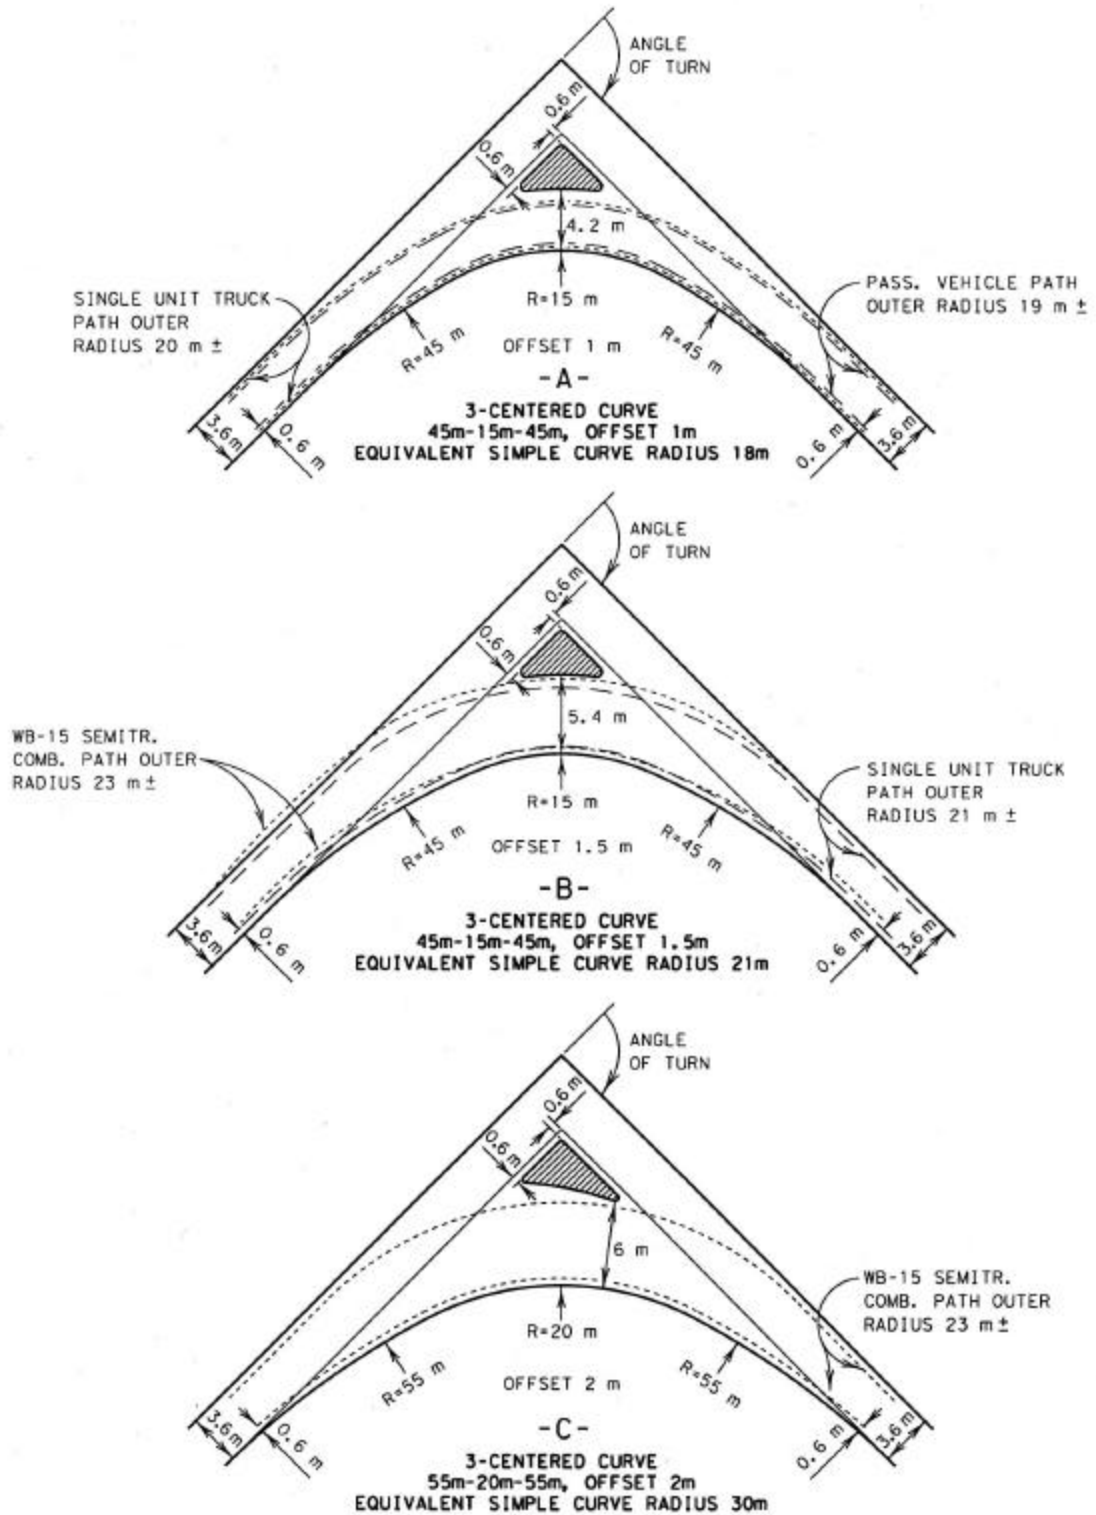 ANGLE
OF TURN
0.6 m
0.6 m
4.2 m
SINGLE UNIT TRUCK
PATH OUTER
RADIUS 20 m ±
PASS. VEHICLE PATH
OUTER RADIUS 19 m ±
R=15 m
R=45 m
OFFSET 1 m
R=45 m
-A-
3.6 m
0.6 m
0.6 m
3.6 m
3-CENTERED CURVE
45m-15m-45m, OFFSET 1m
EQUIVALENT SIMPLE CURVE RADIUS 18m
ANGLE
OF TURN
0.6 m
0.6 m
5.4 m
WB-15 SEMITR.
COMB. PATH OUTER
RADIUS 23 m ±
SINGLE UNIT TRUCK
PATH OUTER
RADIUS 21 m ±
R=15 m
R=45 m
OFFSET 1.5 m
R=45 m
-B-
3.6 m
0.6 m
0.6 m
3.6 m
3-CENTERED CURVE
45m-15m-45m, OFFSET 1.5m
EQUIVALENT SIMPLE CURVE RADIUS 21m
ANGLE
OF TURN
0.6 m
0.6 m
6 m
WB-15 SEMITR.
COMB. PATH OUTER
RADIUS 23 m ±
R=20 m
R=55 m
OFFSET 2 m
R=55 m
-C-
3.6 m
0.6 m
0.6 m
3.6 m
3-CENTERED CURVE
55m-20m-55m, OFFSET 2m
EQUIVALENT SIMPLE CURVE RADIUS 30m